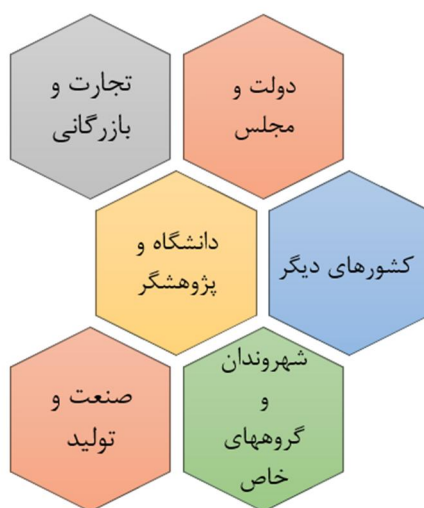 دولت و
مجلس
تجارت و
بازرگانی
کشورهای دیگر
دانشگاه و
پژوهشگر
شهروندان
و
گروههای
خاص
صنعت و
تولید